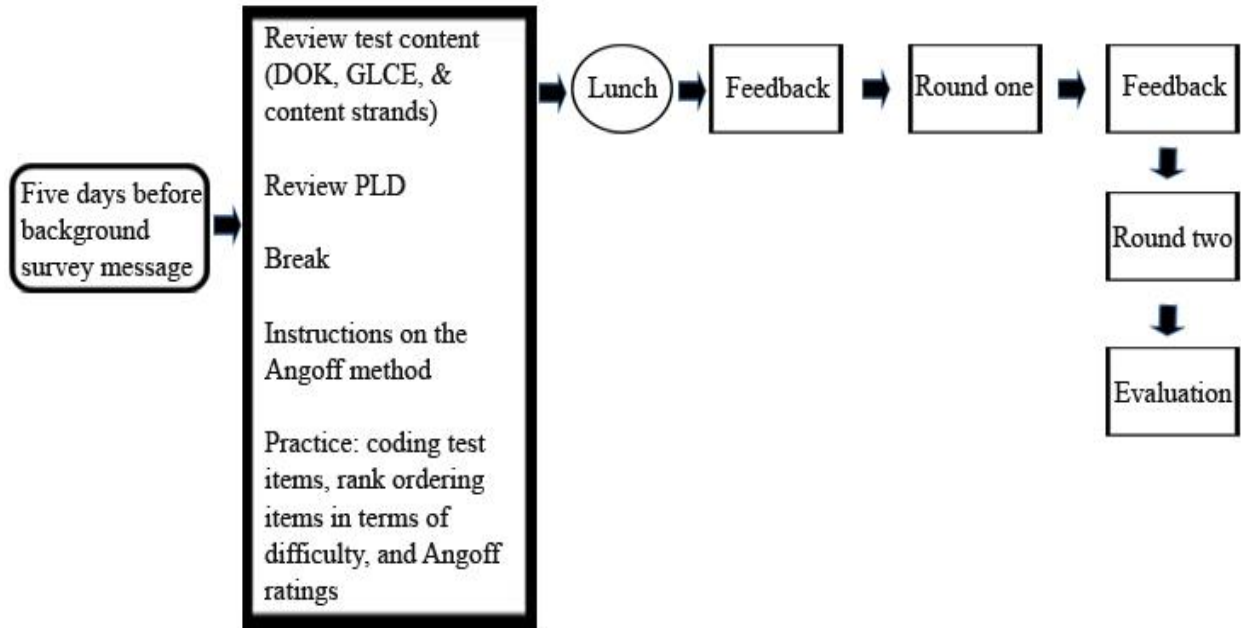 Five days before
background
survey message
Review test content
(DOK, GLCE, &
content strands)
Review PLD
Break
Instructions on the
Angoff method
Practice: coding test
items, rank ordering
items in terms of
difficulty, and Angoff
ratings
Lunch
Feedback
Round one
Feedback
Round two
Evaluation